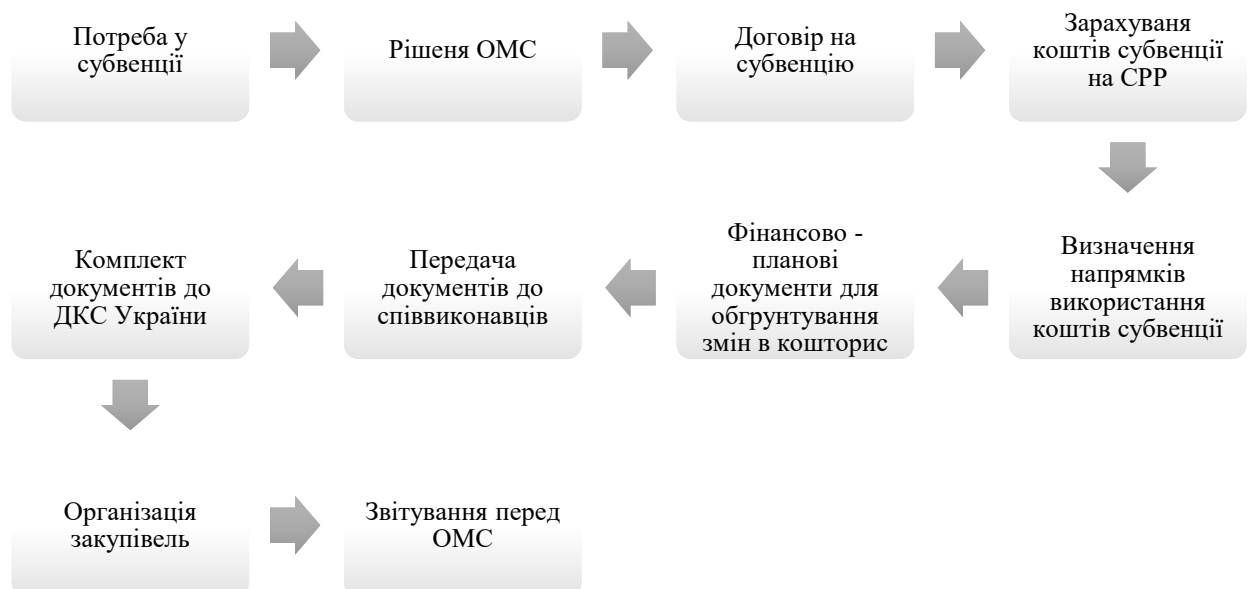 Потреба у
субвенції
Рішеня ОМС
Договір на
субвенцію
Зарахуваня
коштів субвенції
на СРР
Визначення
напрямків
використання
коштів субвенції
Фінансово -
планові
документи для
обгрунтування
змін в кошторис
Передача
документів до
співвиконавців
Комплект
документів до
ДКС України
Організація
закупівель
Звітування перед
ОМС